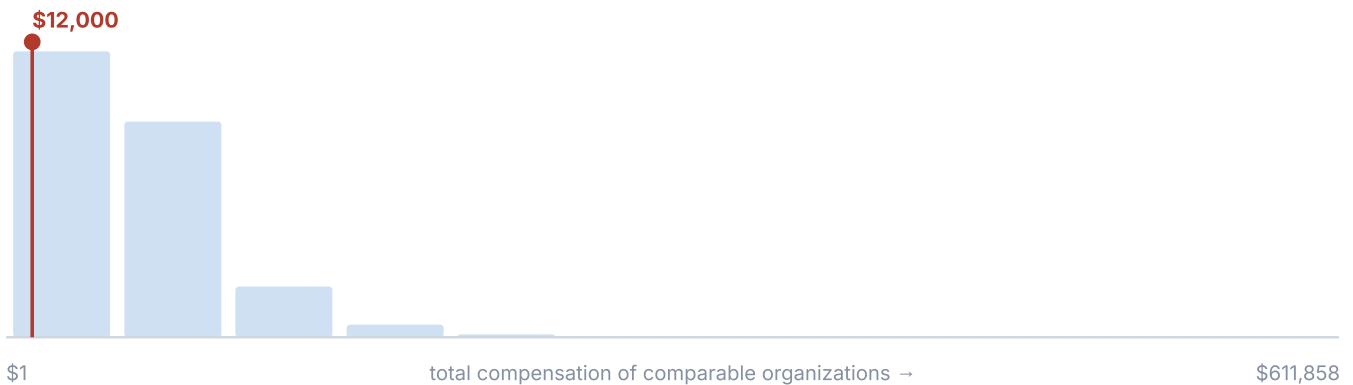 $12,000
$1 total compensation of comparable organizations → $611,858